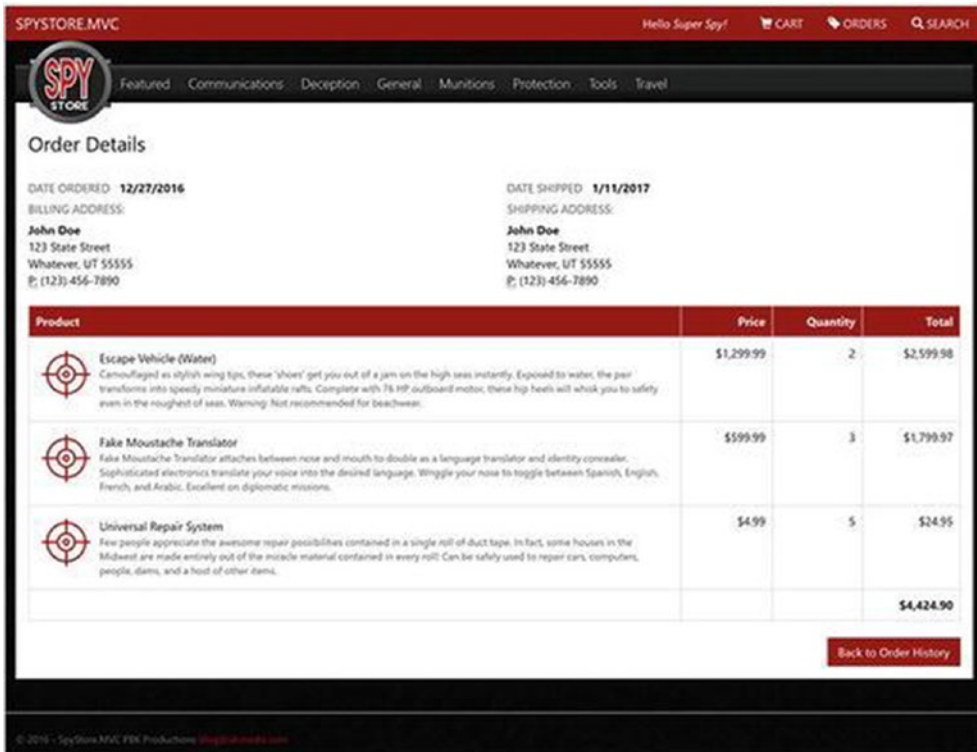 SPYSTORE.MVC
Hello Super Spy!
CART
ORDERS
SEARCH
SPY
STORE
Featured Communications Deception General Munitions Protection Tools Travel
Order Details
DATE ORDERED 12/27/2016
DATE SHIPPED 1/11/2017
BILLING ADDRESS:
SHIPPING ADDRESS:
John Doe
John Doe
123 State Street
123 State Street
Whatever, UT 55555
Whatever, UT 55555
P: (123) 456-7890
P: (123) 456-7890
Product Price Quantity Total
Escape Vehicle (Water) $1,299.99 2 $2,599.98
Camouflaged as stylish wing tips, these 'shoes' get you out of a jam on the high seas instantly. Exposed to water, the pair
transforms into speedy miniature inflatable rafts. Complete with 76 HP outboard motor, these hip heels will whisk you to safety
even in the roughest of seas. Warning: Not recommended for beachwear.
Fake Moustache Translator $599.99 3 $1,799.97
Fake Moustache Translator attaches between nose and mouth to double as a language translator and identity concealer.
Sophisticated electronics translate your voice into the desired language. Wriggle your nose to toggle between Spanish, English,
French, and Arabic. Excellent on diplomatic missions.
Universal Repair System $4.99 5 $24.95
Few people appreciate the awesome repair possibilities contained in a single roll of duct tape. In fact, some houses in the
Midwest are made entirely out of the miracle material contained in every roll! Can be safely used to repair cars, computers,
people, dams, and a host of other items.
$4,424.90
Back to Order History
© 2016 - SpyStore.MVC PBK Productions